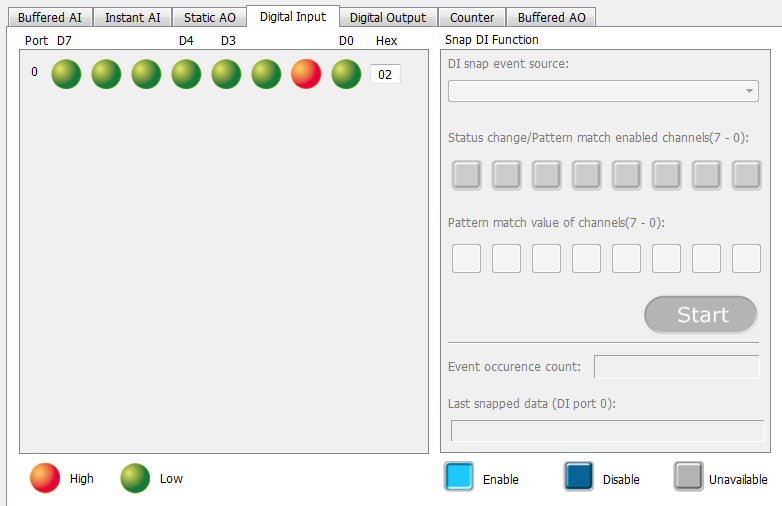 Buffered AI Instant AI Static AO Digital Input Digital Output Counter Buffered AO
Port D7 D4 D3 D0 Hex
0 02
Snap DI Function
DI snap event source:
Status change/Pattern match enabled channels(7 - 0):
Pattern match value of channels(7 - 0):
Start
Event occurence count:
Last snapped data (DI port 0):
High Low
Enable Disable Unavailable